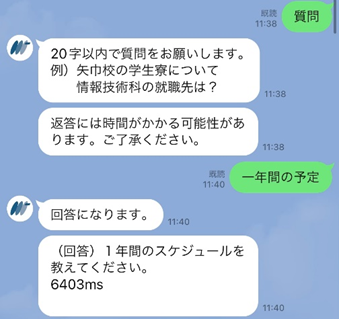 既読
11:38
質問
20字以内で質問をお願いします。
例）矢巾校の学生寮について
情報技術科の就職先は？
11:38
返答には時間がかかる可能性があ
ります。ご了承ください。
11:38
既読
11:40
一年間の予定
回答になります。
11:40
（回答）１年間のスケジュールを
教えてください。
6403ms
11:40